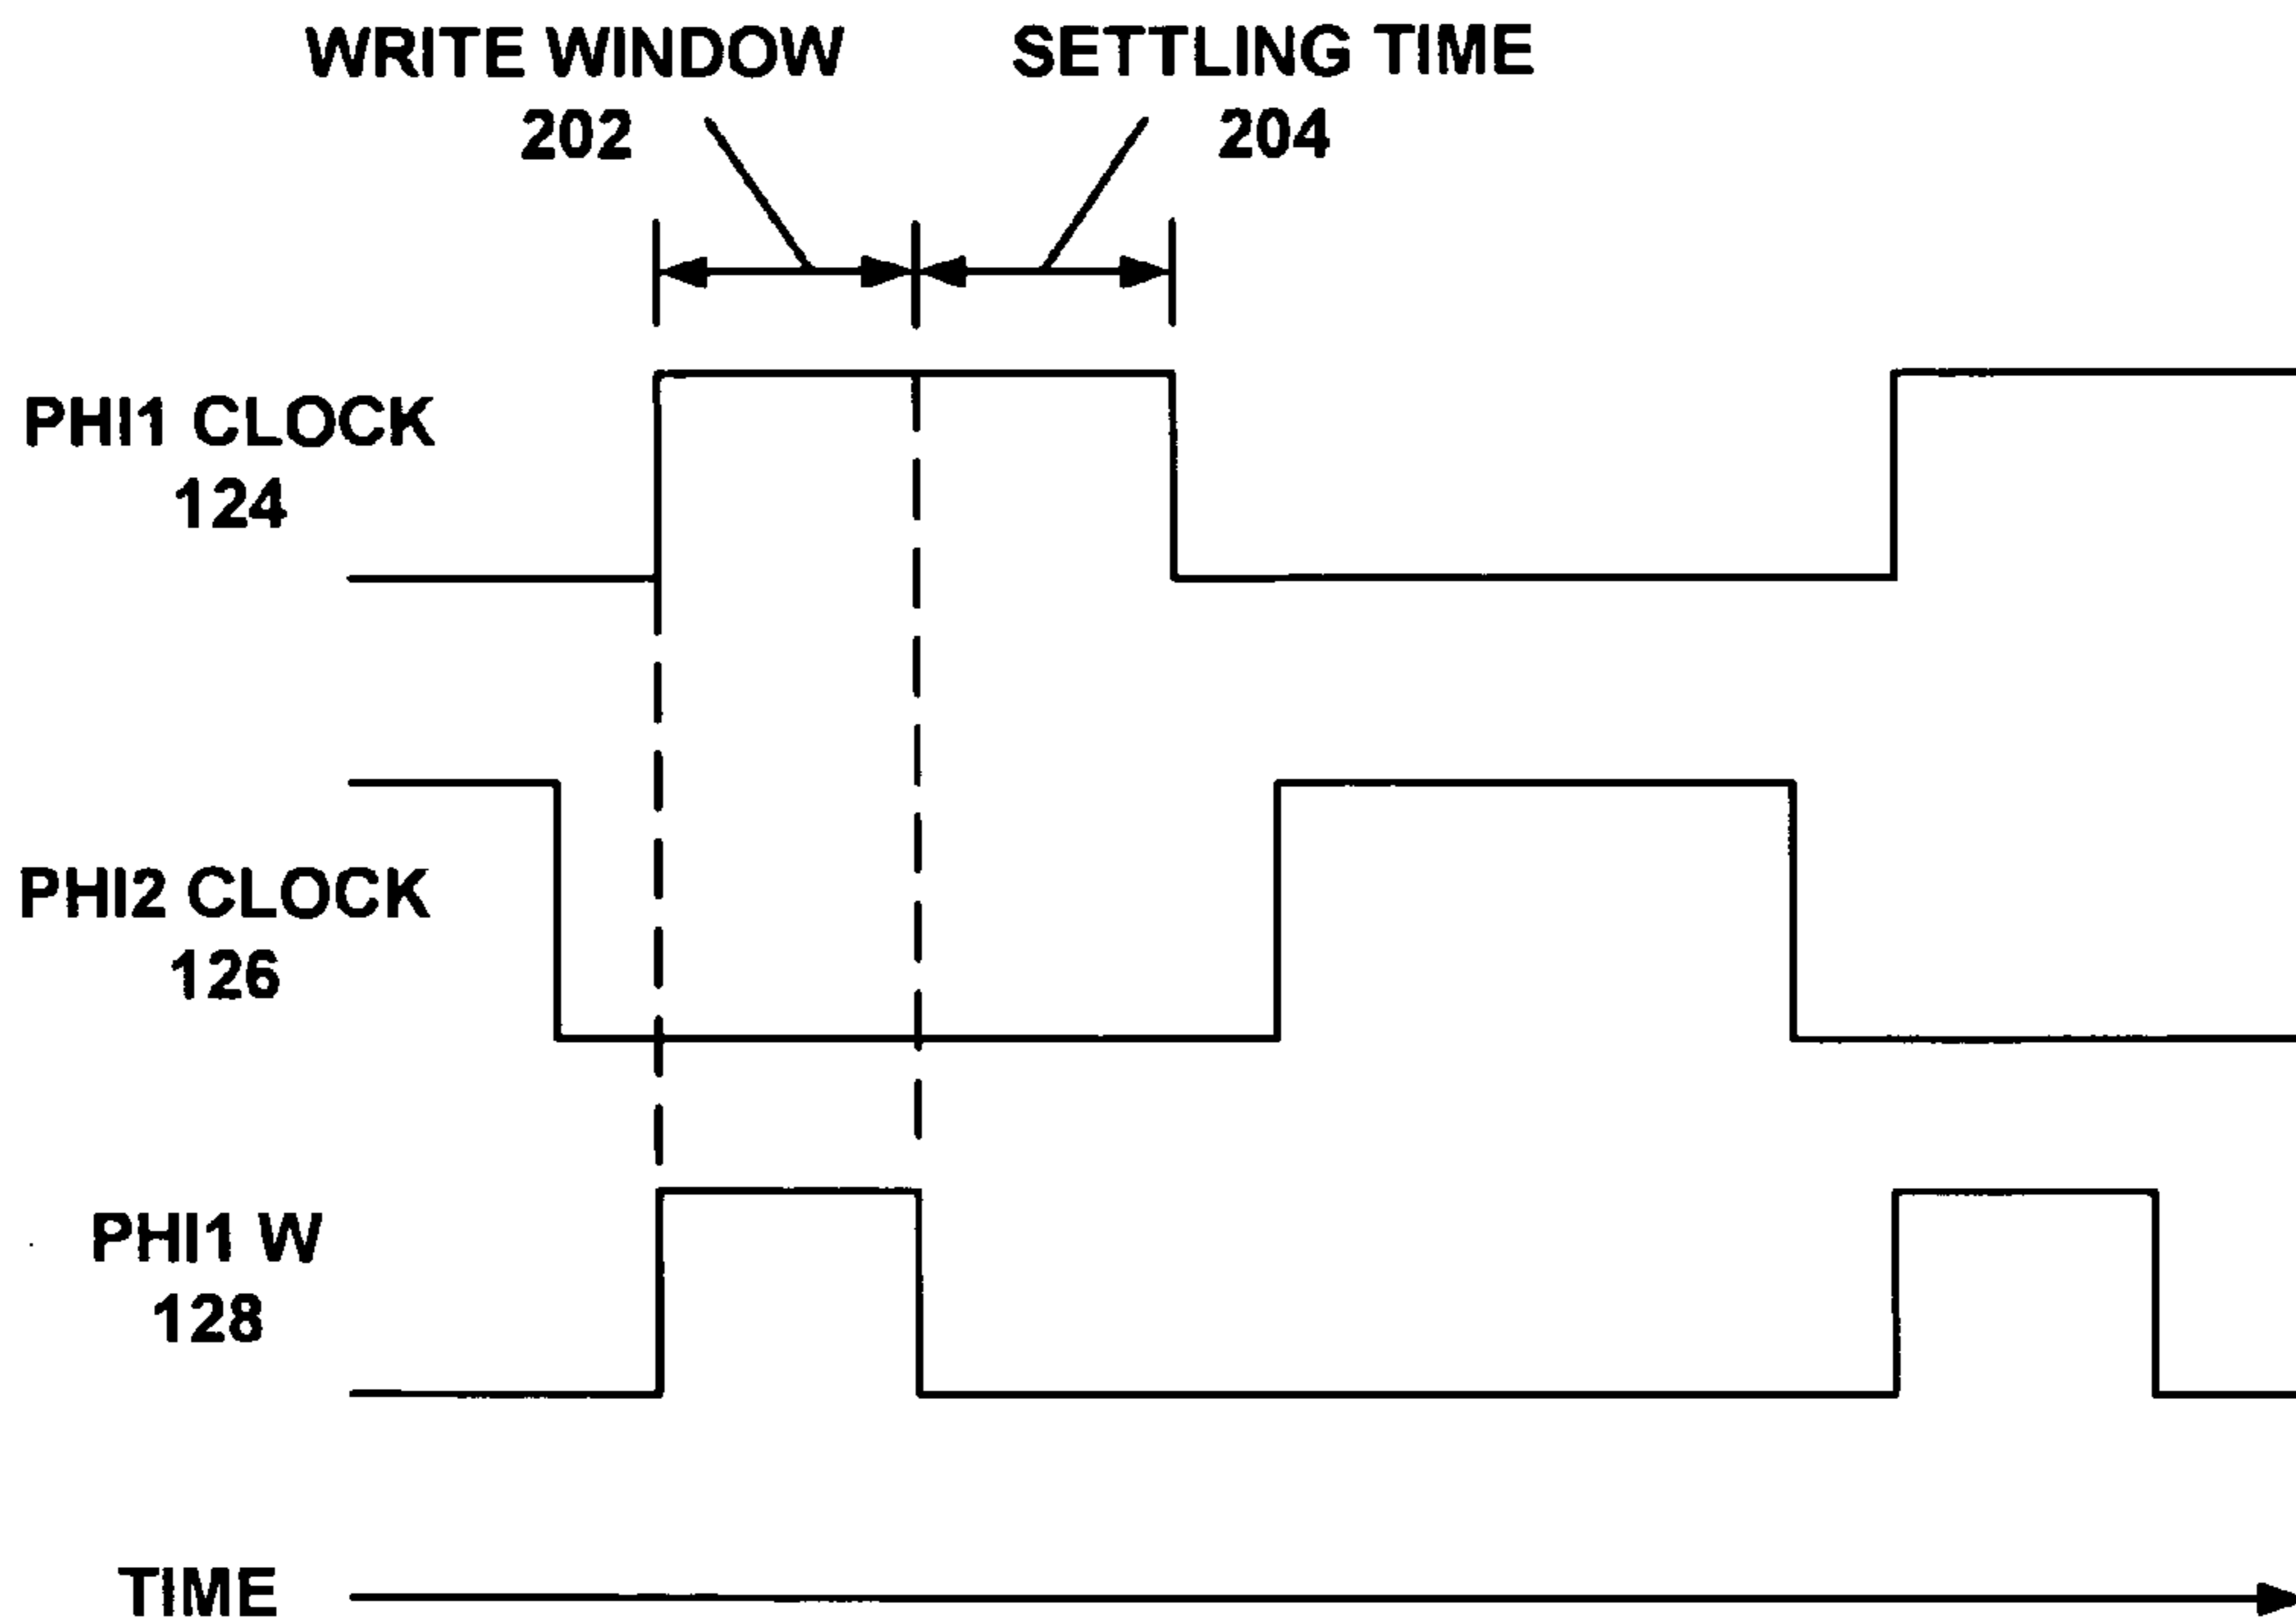 WRITE WINDOW
202
SETTLING TIME
204
PHI1 CLOCK
124
PHI2 CLOCK
126
PHI1 W
128
TIME